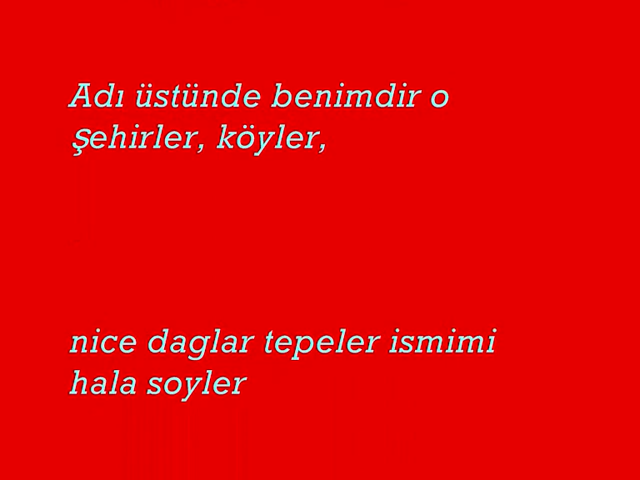 Adı üstünde benimdir o
şehirler, köyler,
nice daglar tepeler ismimi
hala soyler